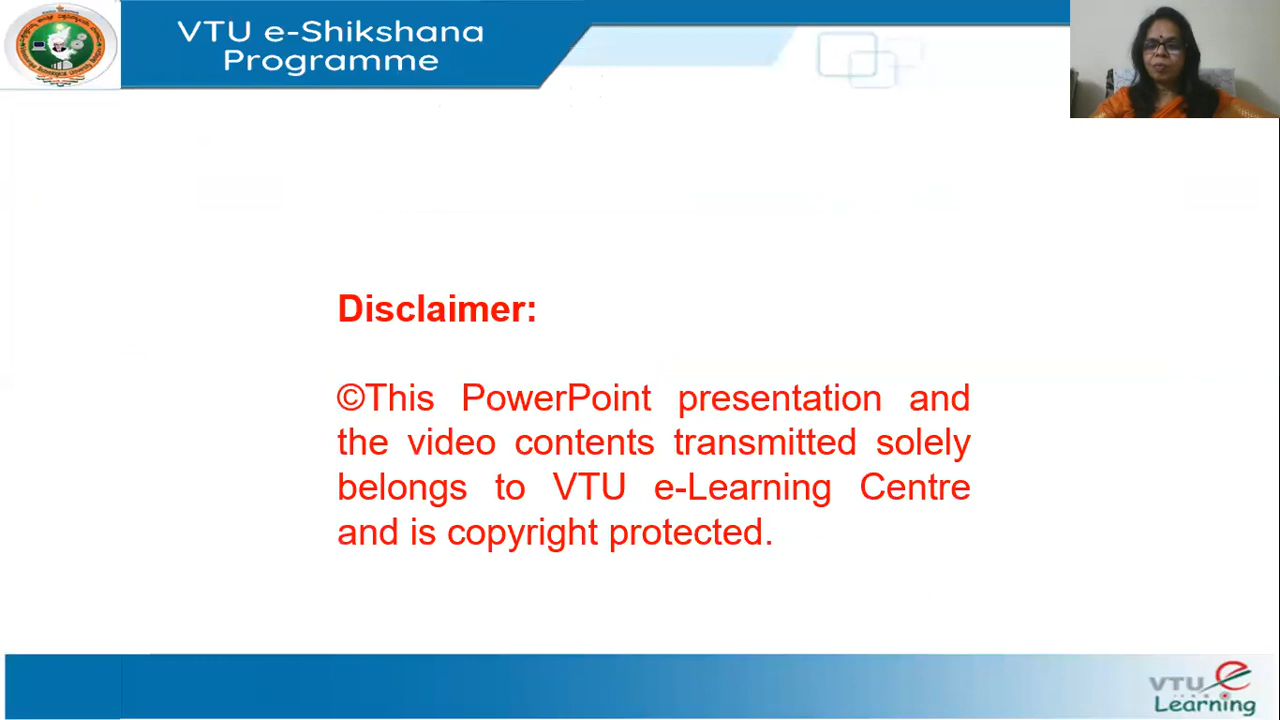 VTU e-Shikshana
Programme
Disclaimer:
©This PowerPoint presentation and
the video contents transmitted solely
belongs to VTU e-Learning Centre
and is copyright protected.
VTU e
Learning